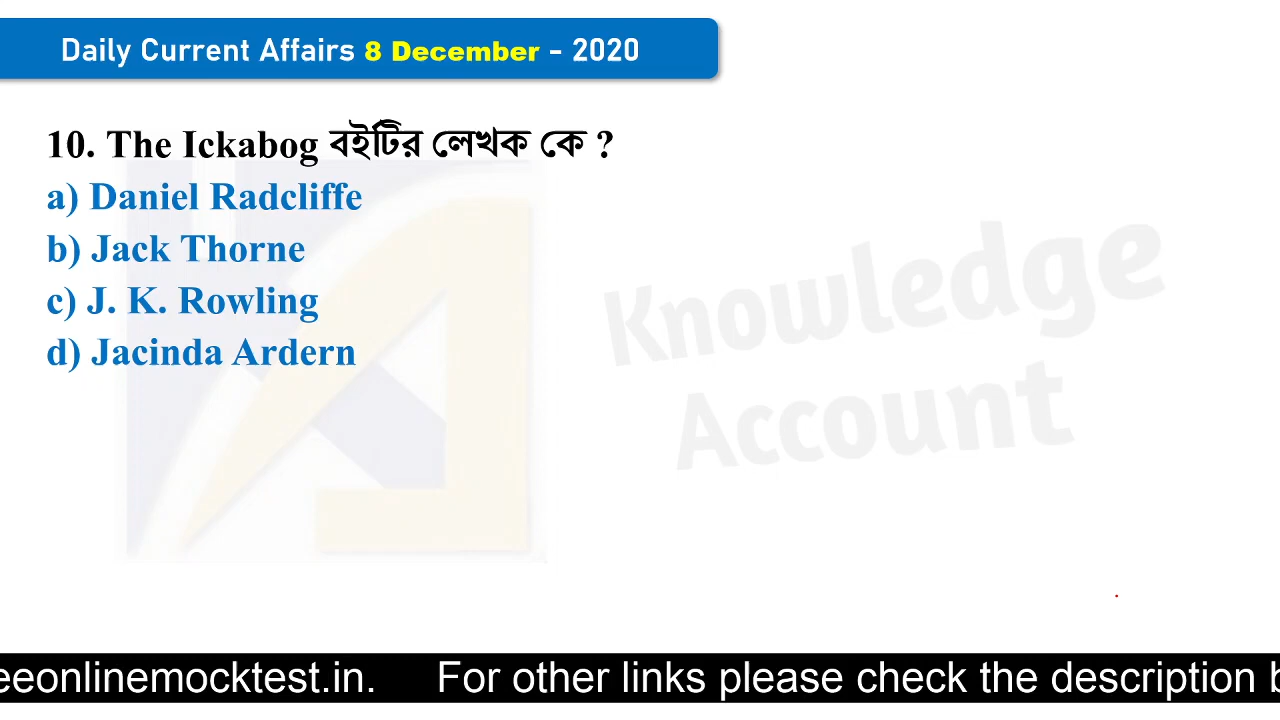 Daily Current Affairs 8 December - 2020
10. The Ickabog বইটির লেখক কে ?
a) Daniel Radcliffe
b) Jack Thorne
c) J. K. Rowling
d) Jacinda Ardern
Knowledge
Account
eeonlinemocktest.in. For other links please check the description b